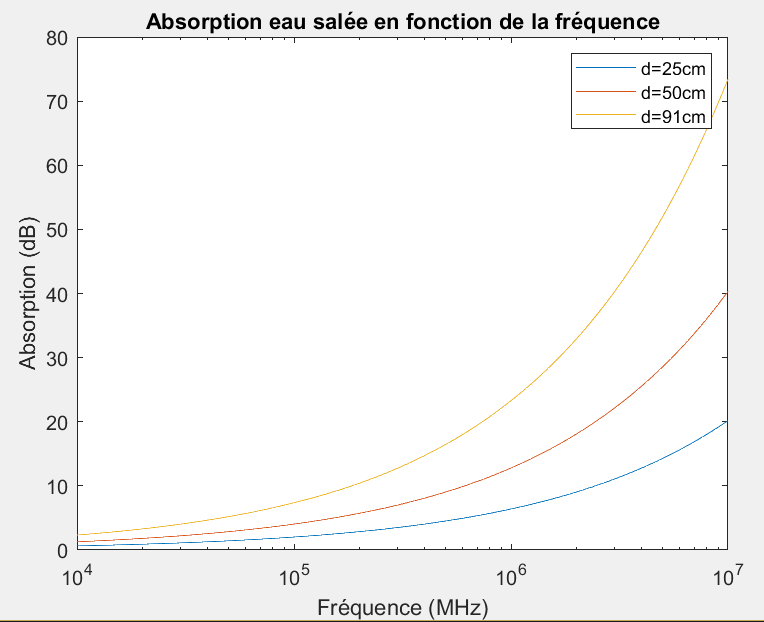 Absorption eau salée en fonction de la fréquence
80
70
60
50
40
30
20
10
0
Absorption (dB)
d=25cm
d=50cm
d=91cm
10^4
10^5
10^6
10^7
Fréquence (MHz)